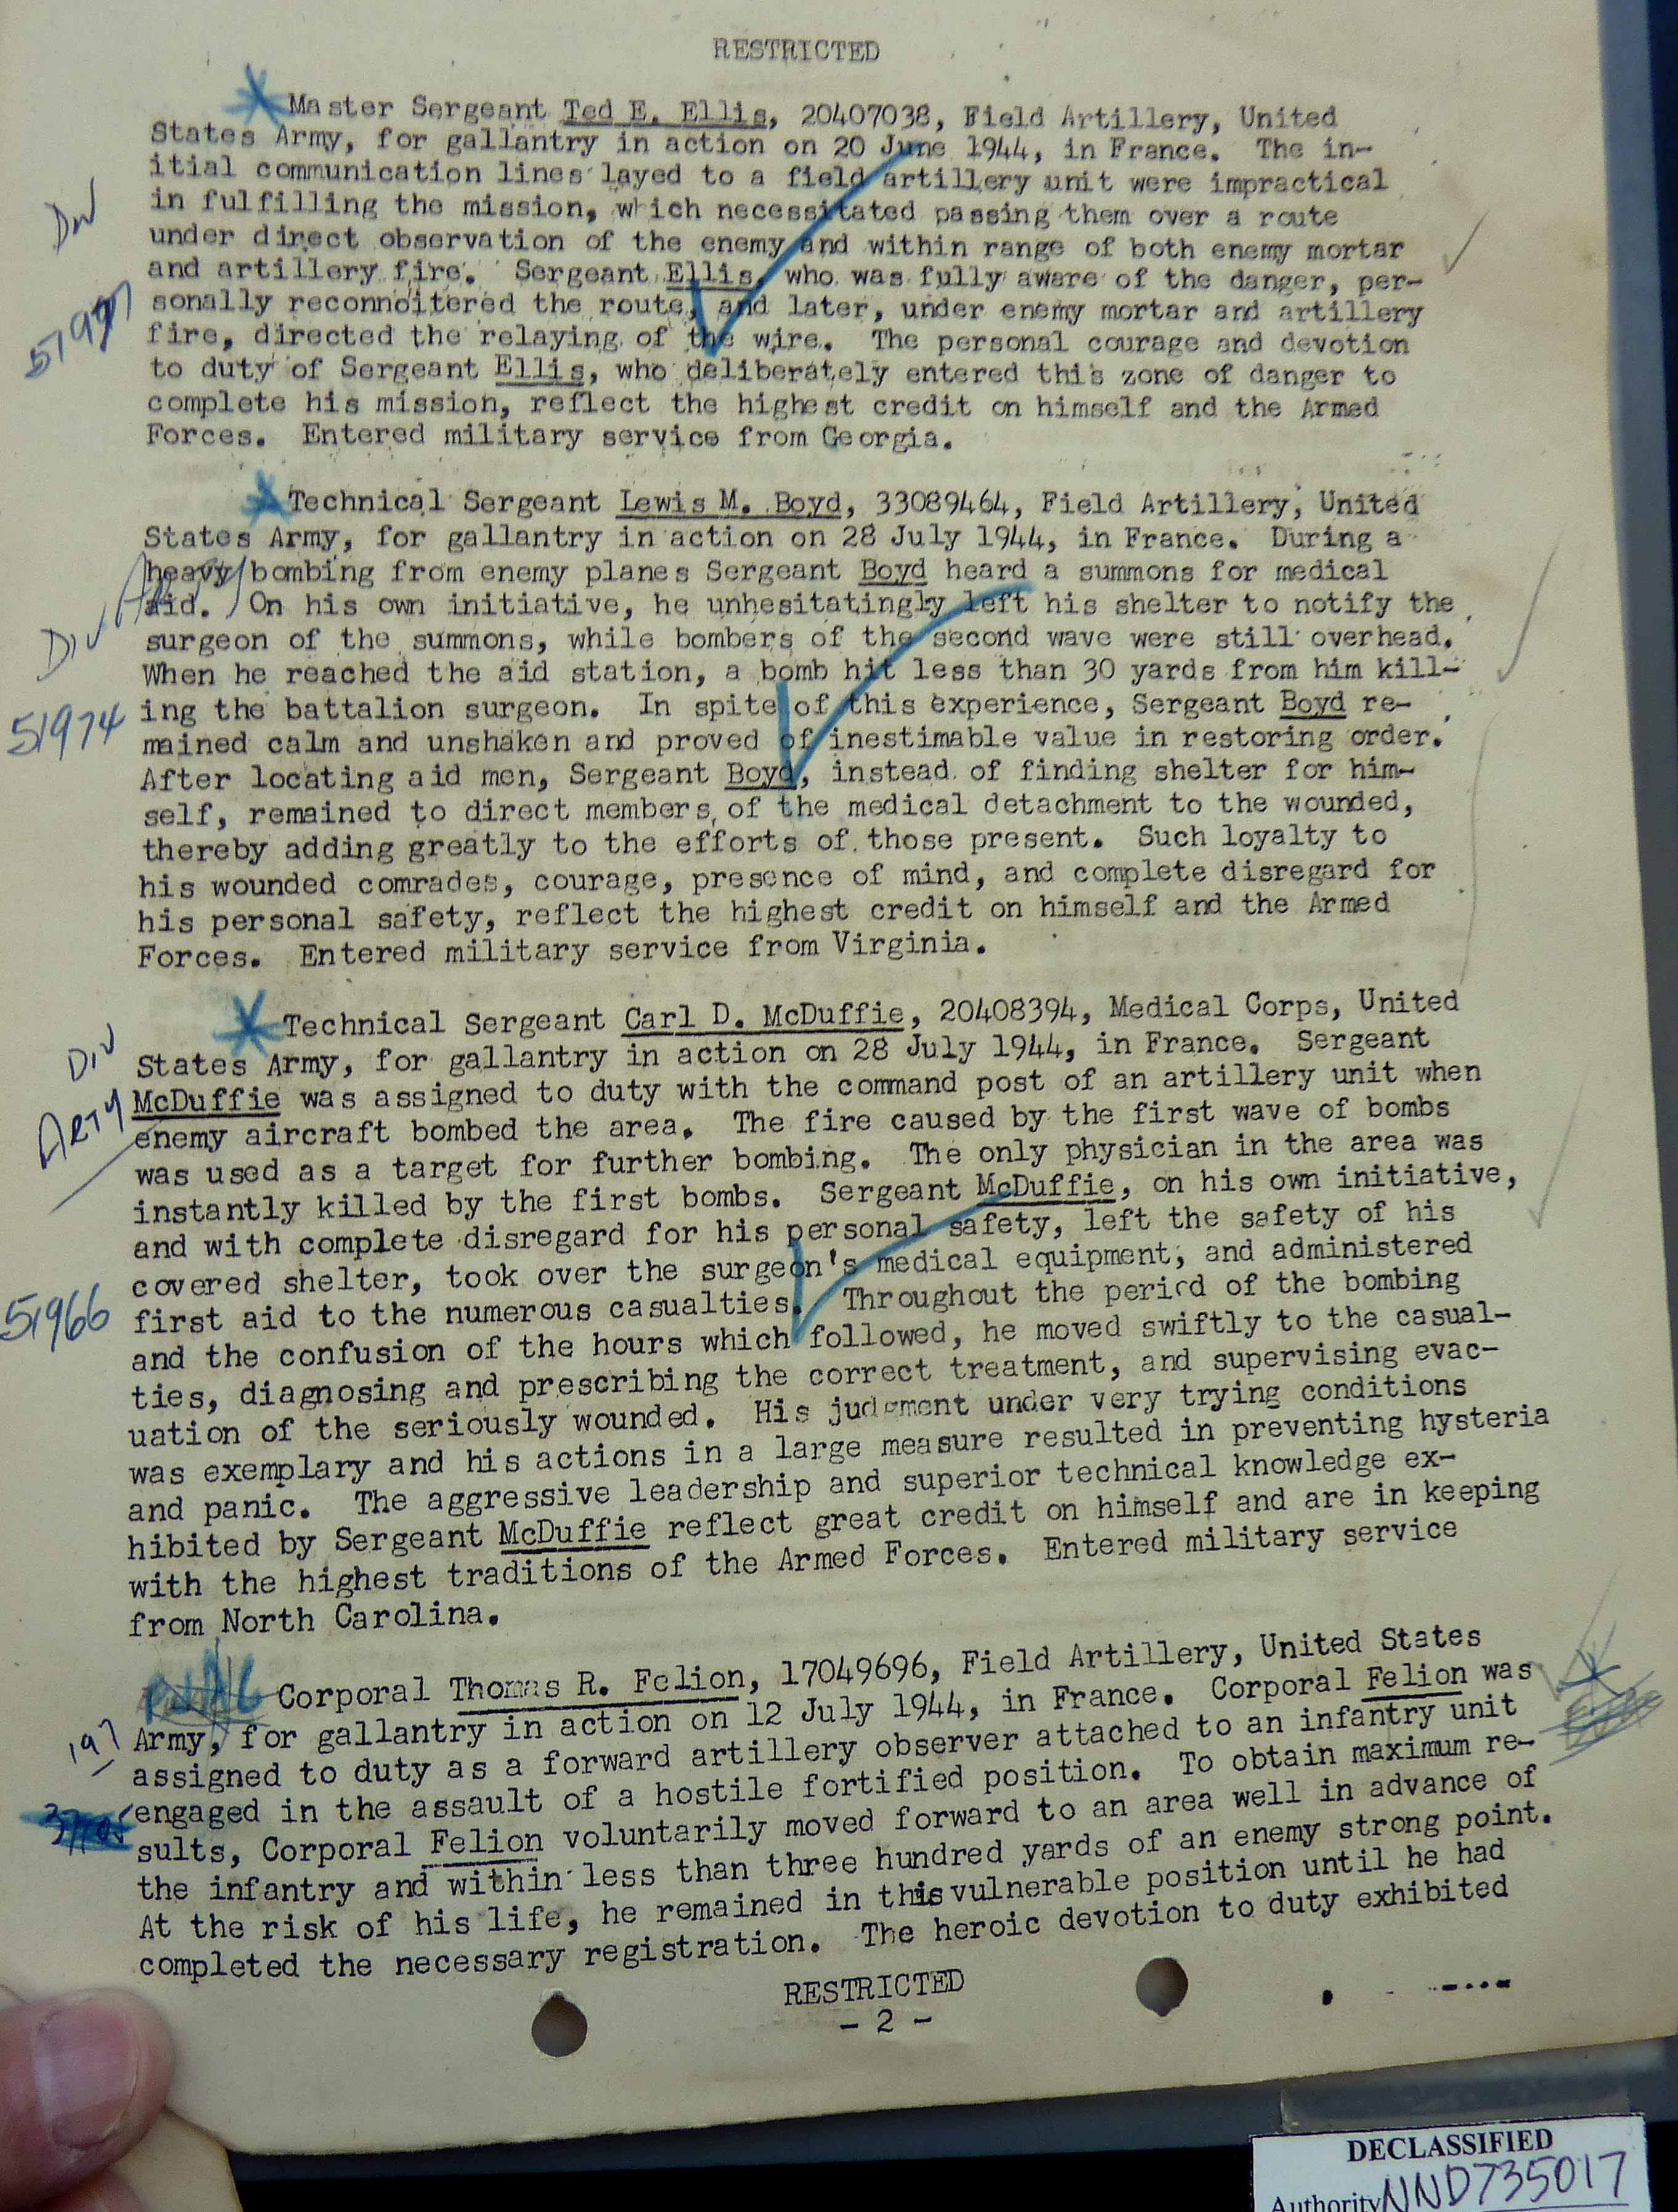 RESTRICTED
Master Sergeant Ted E. Ellis, 20407038, Field Artillery, United
States Army, for gallantry in action on 20 June 1944, in France. The in-
itial communication lines layed to a field artillery unit were impractical
in fulfilling the mission, which necessitated passing them over a route
under direct observation of the enemy and within range of both enemy mortar
and artillery fire. Sergeant Ellis, who was fully aware of the danger, per-
sonally reconnoitered the route, and later, under enemy mortar and artillery
fire, directed the relaying of the wire. The personal courage and devotion
to duty of Sergeant Ellis, who deliberately entered this zone of danger to
complete his mission, reflect the highest credit on himself and the Armed
Forces. Entered military service from Georgia.
Div
Technical Sergeant Lewis M. Boyd, 33089464, Field Artillery, United
States Army, for gallantry in action on 28 July 1944, in France. During a
heavy bombing from enemy planes Sergeant Boyd heard a summons for medical
aid. On his own initiative, he unhesitatingly left his shelter to notify the
surgeon of the summons, while bombers of the second wave were still overhead.
When he reached the aid station, a bomb hit less than 30 yards from him kill-
ing the battalion surgeon. In spite of this experience, Sergeant Boyd re-
mained calm and unshaken and proved of inestimable value in restoring order.
After locating aid men, Sergeant Boyd, instead of finding shelter for him-
self, remained to direct members of the medical detachment to the wounded,
thereby adding greatly to the efforts of those present. Such loyalty to
his wounded comrades, courage, presence of mind, and complete disregard for
his personal safety, reflect the highest credit on himself and the Armed
Forces. Entered military service from Virginia.
Div Arty
51974
Technical Sergeant Carl D. McDuffie, 20408394, Medical Corps, United
States Army, for gallantry in action on 28 July 1944, in France. Sergeant
McDuffie was assigned to duty with the command post of an artillery unit when
enemy aircraft bombed the area. The fire caused by the first wave of bombs
was used as a target for further bombing. The only physician in the area was
instantly killed by the first bombs. Sergeant McDuffie, on his own initiative,
and with complete disregard for his personal safety, left the safety of his
covered shelter, took over the surgeon's medical equipment, and administered
first aid to the numerous casualties. Throughout the period of the bombing
and the confusion of the hours which followed, he moved swiftly to the casual-
ties, diagnosing and prescribing the correct treatment, and supervising evac-
uation of the seriously wounded. His judgment under very trying conditions
was exemplary and his actions in a large measure resulted in preventing hysteria
and panic. The aggressive leadership and superior technical knowledge ex-
hibited by Sergeant McDuffie reflect great credit on himself and are in keeping
with the highest traditions of the Armed Forces. Entered military service
from North Carolina.
Div
Arty
51966
Corporal Thomas R. Felion, 17049696, Field Artillery, United States
Army, for gallantry in action on 12 July 1944, in France. Corporal Felion was
assigned to duty as a forward artillery observer attached to an infantry unit
engaged in the assault of a hostile fortified position. To obtain maximum re-
sults, Corporal Felion voluntarily moved forward to an area well in advance of
the infantry and within less than three hundred yards of an enemy strong point.
At the risk of his life, he remained in this vulnerable position until he had
completed the necessary registration. The heroic devotion to duty exhibited
197
RESTRICTED
- 2 -
DECLASSIFIED
Authority NND735017